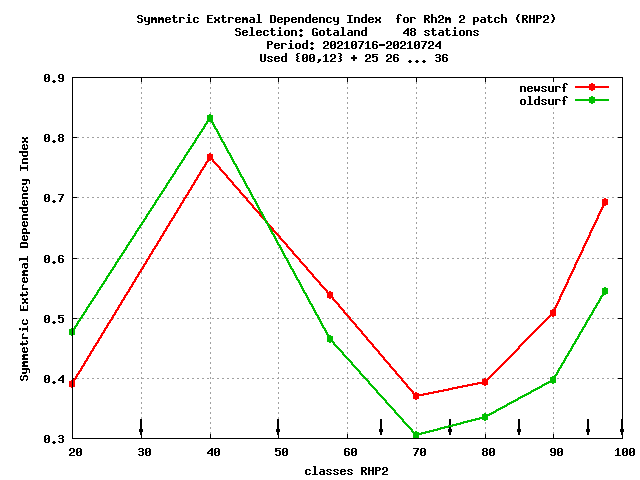 Symmetric Extremal Dependency Index  for Rh2m 2 patch (RHP2)
Selection: Gotaland     48 stations
Period: 20210716-20210724
Used {00,12} + 25 26 ... 36
newsurf
oldsurf
Symmetric Extremal Dependency Index
0.9
0.8
0.7
0.6
0.5
0.4
0.3
20 30 40 50 60 70 80 90 100
classes RHP2